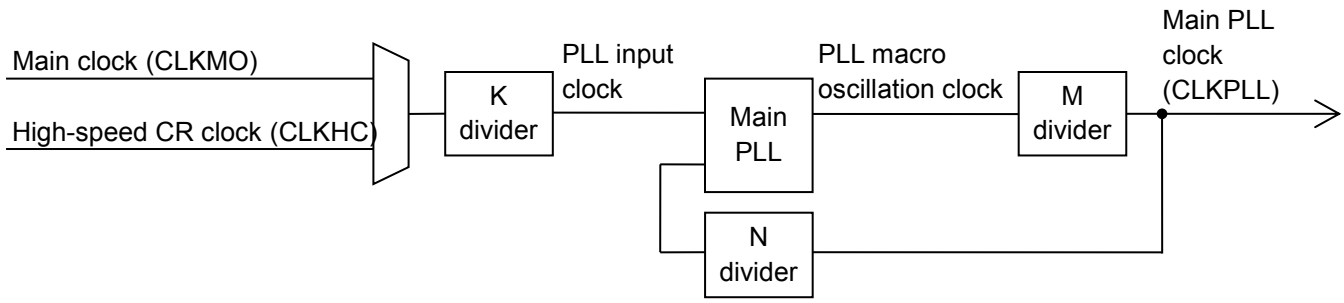 Main clock (CLKMO)
High-speed CR clock (CLKHC)
K
divider
PLL input
clock
Main
PLL
PLL macro
oscillation clock
M
divider
Main PLL
clock
(CLKPLL)
N
divider